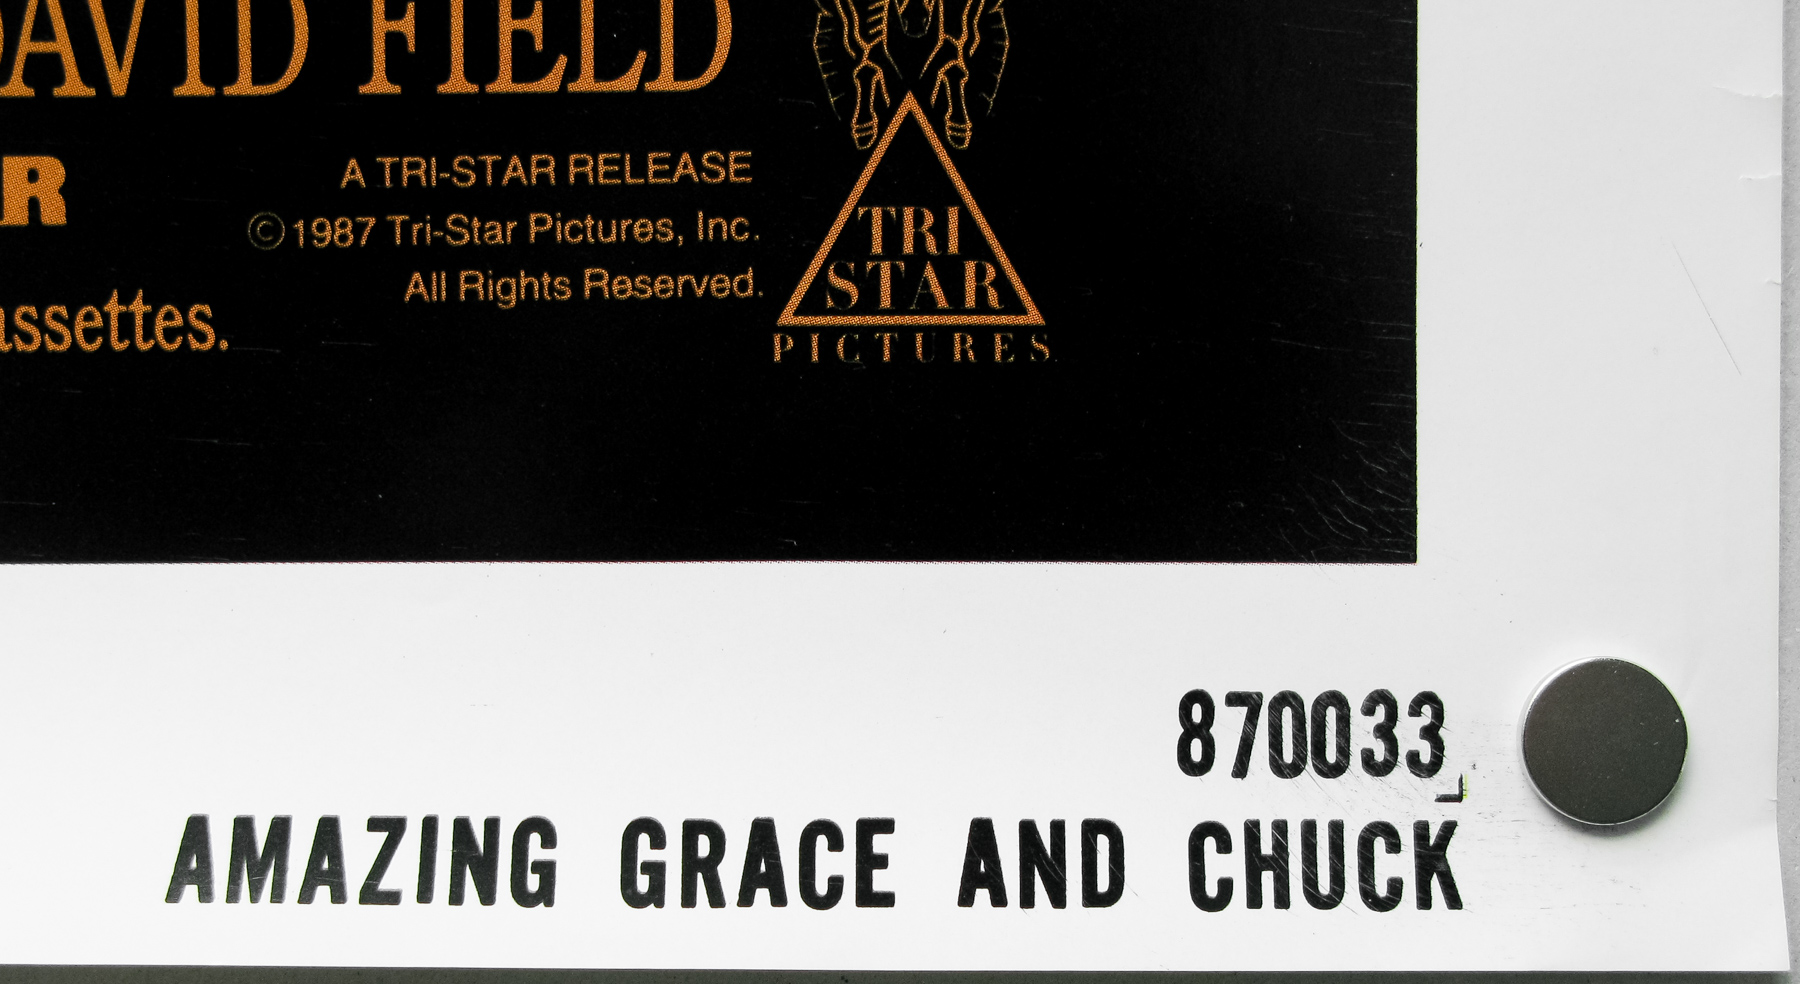 DAVID FIELD
R
A TRI-STAR RELEASE
©1987 Tri-Star Pictures, Inc.
All Rights Reserved.
assettes.
TRI
STAR
PICTURES
870033
AMAZING GRACE AND CHUCK